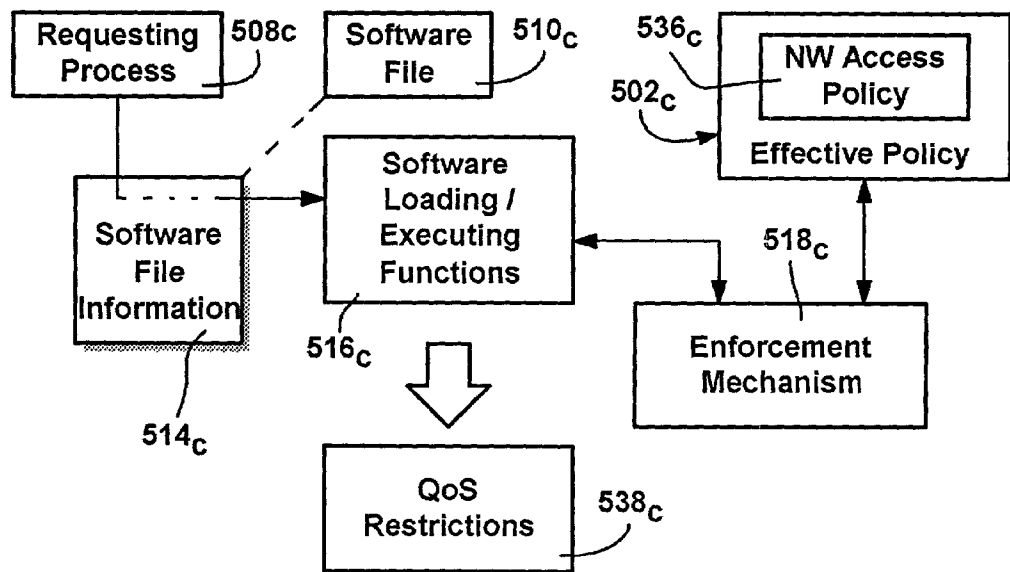 Requesting
Process
508c
Software
File
510c
536c
NW Access
Policy
502c
Effective Policy
Software
Loading /
Executing
Functions
516c
Software
File
Information
514c
518c
Enforcement
Mechanism
QoS
Restrictions
538c